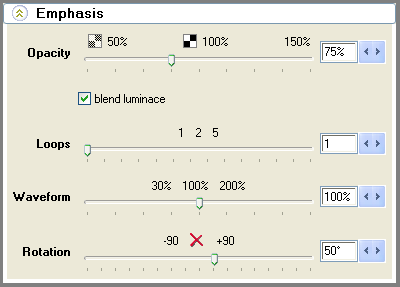 Emphasis
50% 100% 150%
Opacity 75%
blend luminace
1 2 5
Loops 1
30% 100% 200%
Waveform 100%
-90 +90
Rotation 50°